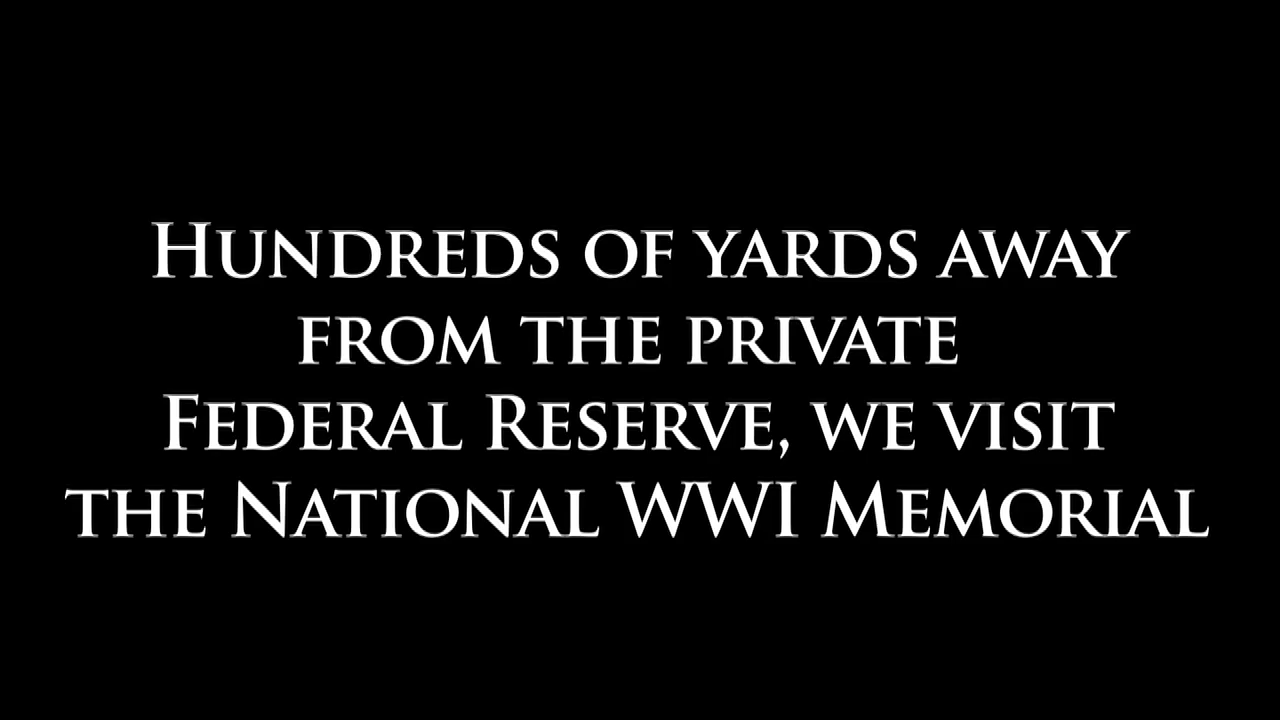 Hundreds of yards away
from the private
Federal Reserve, we visit
the National WWI Memorial